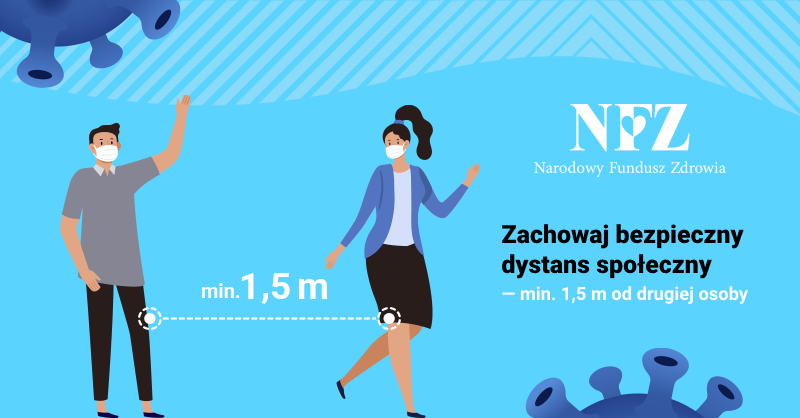 NFZ
Narodowy Fundusz Zdrowia
Zachowaj bezpieczny
dystans społeczny
— min. 1,5 m od drugiej osoby
min.1,5 m